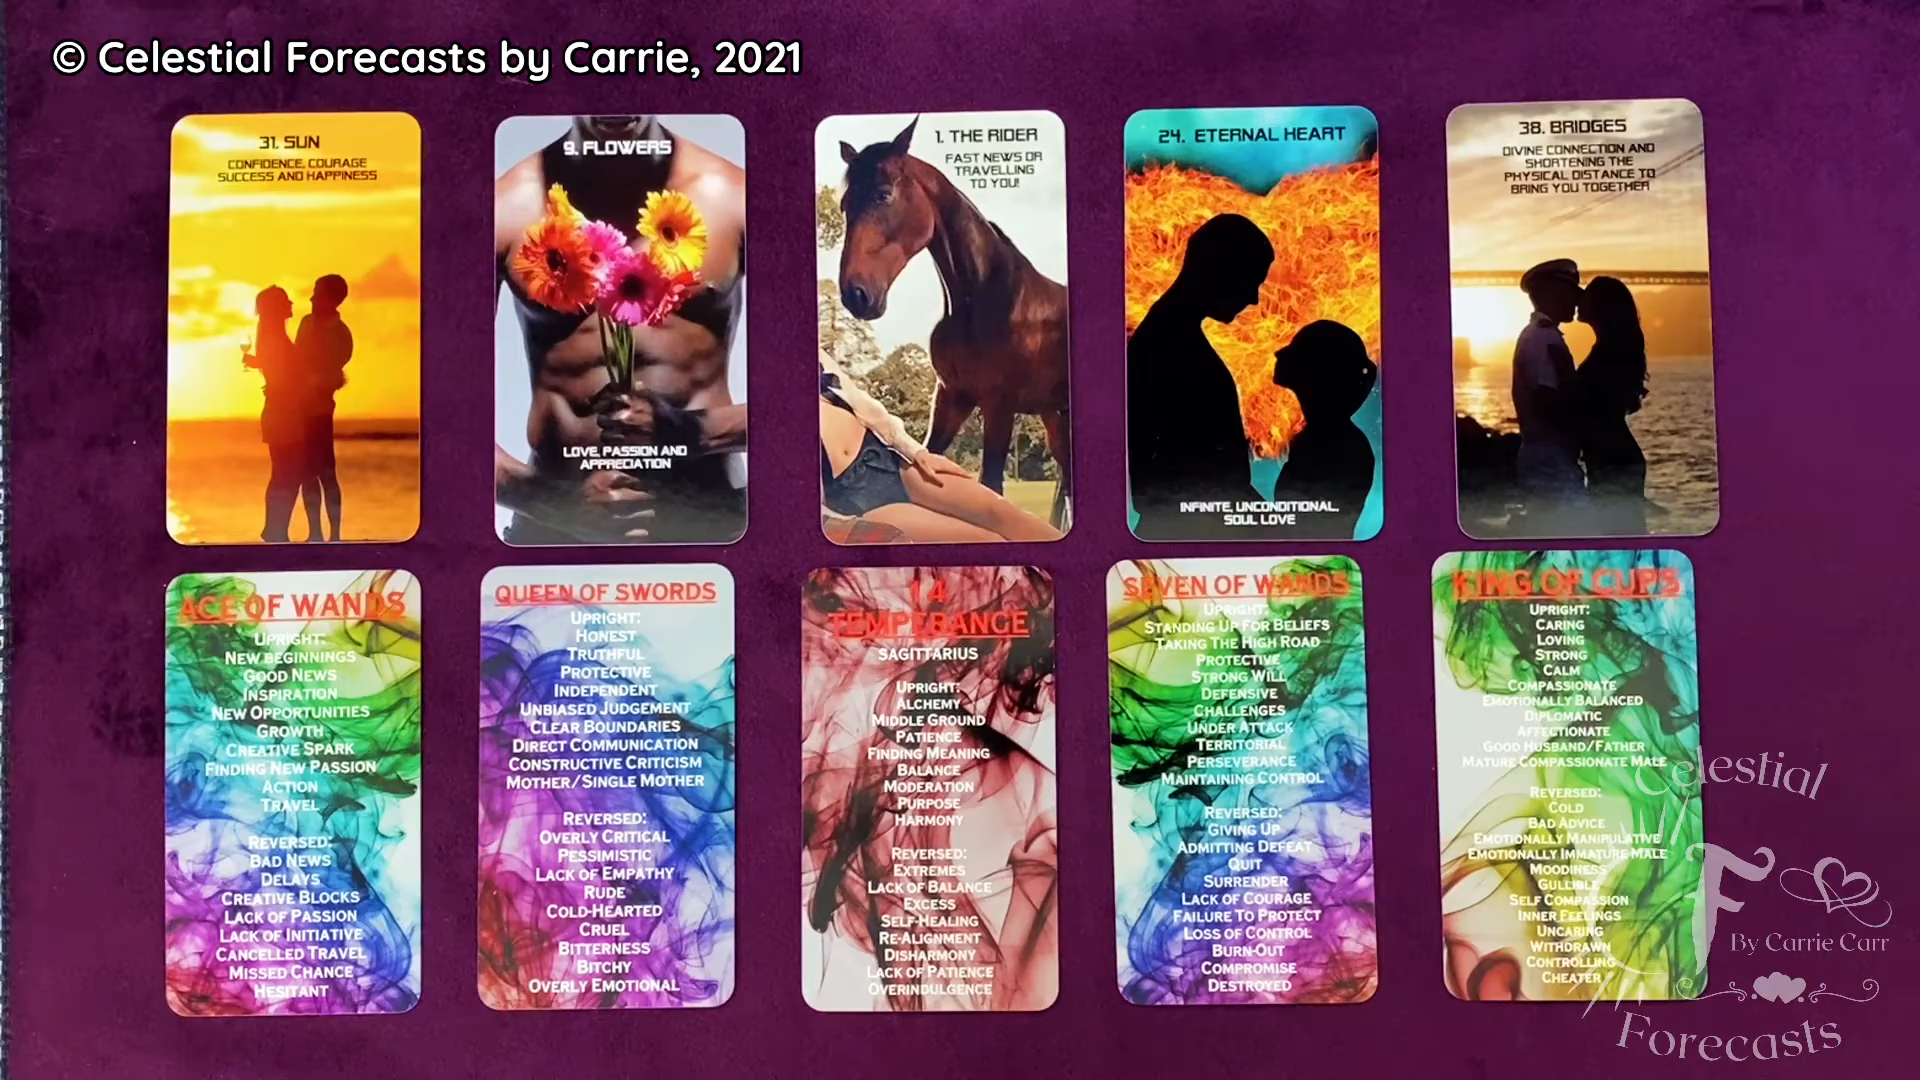 © Celestial Forecasts by Carrie, 2021
31. SUN
CONFIDENCE, COURAGE
SUCCESS AND HAPPINESS
9. FLOWERS
LOVE, PASSION AND
APPRECIATION
1. THE RIDER
FAST NEWS OR
TRAVELLING
TO YOU!
24. ETERNAL HEART
INFINITE, UNCONDITIONAL,
SOUL LOVE
38. BRIDGES
DIVINE CONNECTION AND
SHORTENING THE
PHYSICAL DISTANCE TO
BRING YOU TOGETHER
ACE OF WANDS
UPRIGHT:
NEW BEGINNINGS
GOOD NEWS
INSPIRATION
NEW OPPORTUNITIES
GROWTH
CREATIVE SPARK
FINDING NEW PASSION
ACTION
TRAVEL
REVERSED:
BAD NEWS
DELAYS
CREATIVE BLOCKS
LACK OF PASSION
LACK OF INITIATIVE
CANCELLED TRAVEL
MISSED CHANCE
HESITANT
QUEEN OF SWORDS
UPRIGHT:
HONEST
TRUTHFUL
PROTECTIVE
INDEPENDENT
UNBIASED JUDGEMENT
CLEAR BOUNDARIES
DIRECT COMMUNICATION
CONSTRUCTIVE CRITICISM
MOTHER/SINGLE MOTHER
REVERSED:
OVERLY CRITICAL
PESSIMISTIC
LACK OF EMPATHY
RUDE
COLD-HEARTED
CRUEL
BITTERNESS
BITCHY
OVERLY EMOTIONAL
14
TEMPERANCE
SAGITTARIUS
UPRIGHT:
ALCHEMY
MIDDLE GROUND
PATIENCE
FINDING MEANING
BALANCE
MODERATION
PURPOSE
HARMONY
REVERSED:
EXTREMES
LACK OF BALANCE
EXCESS
SELF-HEALING
RE-ALIGNMENT
DISHARMONY
LACK OF PATIENCE
OVERINDULGENCE
SEVEN OF WANDS
UPRIGHT:
STANDING UP FOR BELIEFS
TAKING THE HIGH ROAD
PROTECTIVE
STRONG WILL
DEFENSIVE
CHALLENGES
UNDER ATTACK
TERRITORIAL
PERSEVERANCE
MAINTAINING CONTROL
REVERSED:
GIVING UP
ADMITTING DEFEAT
QUIT
SURRENDER
LACK OF COURAGE
FAILURE TO PROTECT
LOSS OF CONTROL
BURN-OUT
COMPROMISE
DESTROYED
KING OF CUPS
UPRIGHT:
CARING
LOVING
STRONG
CALM
COMPASSIONATE
EMOTIONALLY BALANCED
DIPLOMATIC
AFFECTIONATE
GOOD HUSBAND/FATHER
MATURE COMPASSIONATE MALE
REVERSED:
COLD
BAD ADVICE
EMOTIONALLY MANIPULATIVE
EMOTIONALLY IMMATURE MALE
MOODINESS
GULLIBLE
SELF COMPASSION
INNER FEELINGS
UNCARING
WITHDRAWN
CONTROLLING
CHEATER
Celestial
F
By Carrie Carr
Forecasts